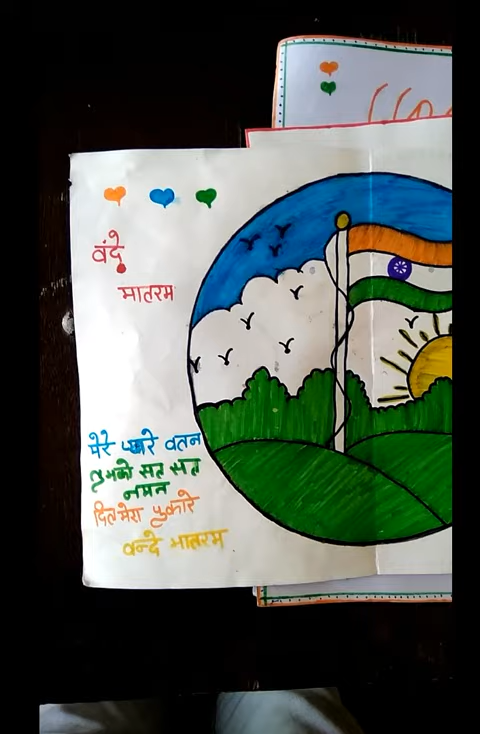 वंदे
मातरम
मेरे प्यारे वतन
तुमको सत सत
नमन
दिल मेरा पुकारे
वन्दे मातरम